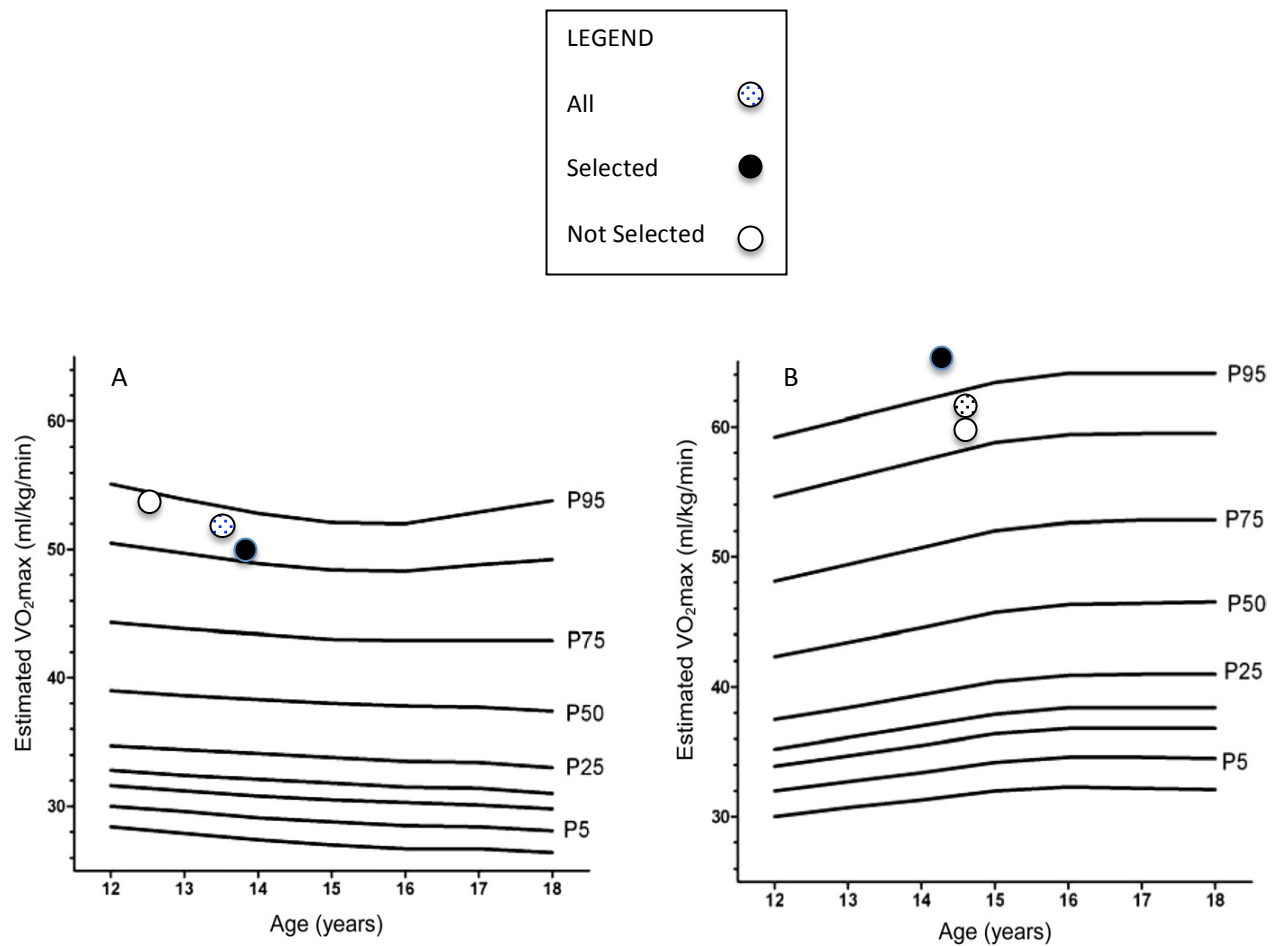 LEGEND
All
Selected
Not Selected
A
Estimated VO₂max (ml/kg/min)
60
50
40
30
P95
P75
P50
P25
P5
12 13 14 15 16 17 18
Age (years)
B
Estimated VO₂max (ml/kg/min)
60
50
40
30
P95
P75
P50
P25
P5
12 13 14 15 16 17 18
Age (years)